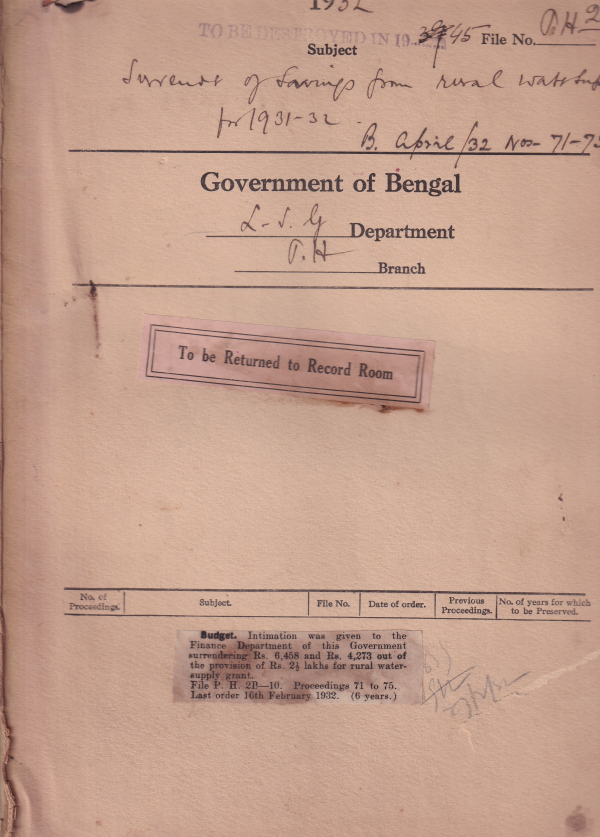 1932
TO BE DESTROYED IN 19
45 File No. P.H 2
Subject
Surrender of Savings from rural water sup
for 1931-32.
B. April/32 Nos- 71-75
Government of Bengal
L-S.G Department
P.H Branch
To be Returned to Record Room
No. of Proceedings. Subject. File No. Date of order. Previous Proceedings. No. of years for which to be Preserved.
Budget. Intimation was given to the
Finance Department of this Government
surrendering Rs. 6,458 and Rs. 4,273 out of
the provision of Rs. 2½ lakhs for rural water-
supply grant.
File P. H. 2B—10. Proceedings 71 to 75.
Last order 16th February 1932. (6 years.)